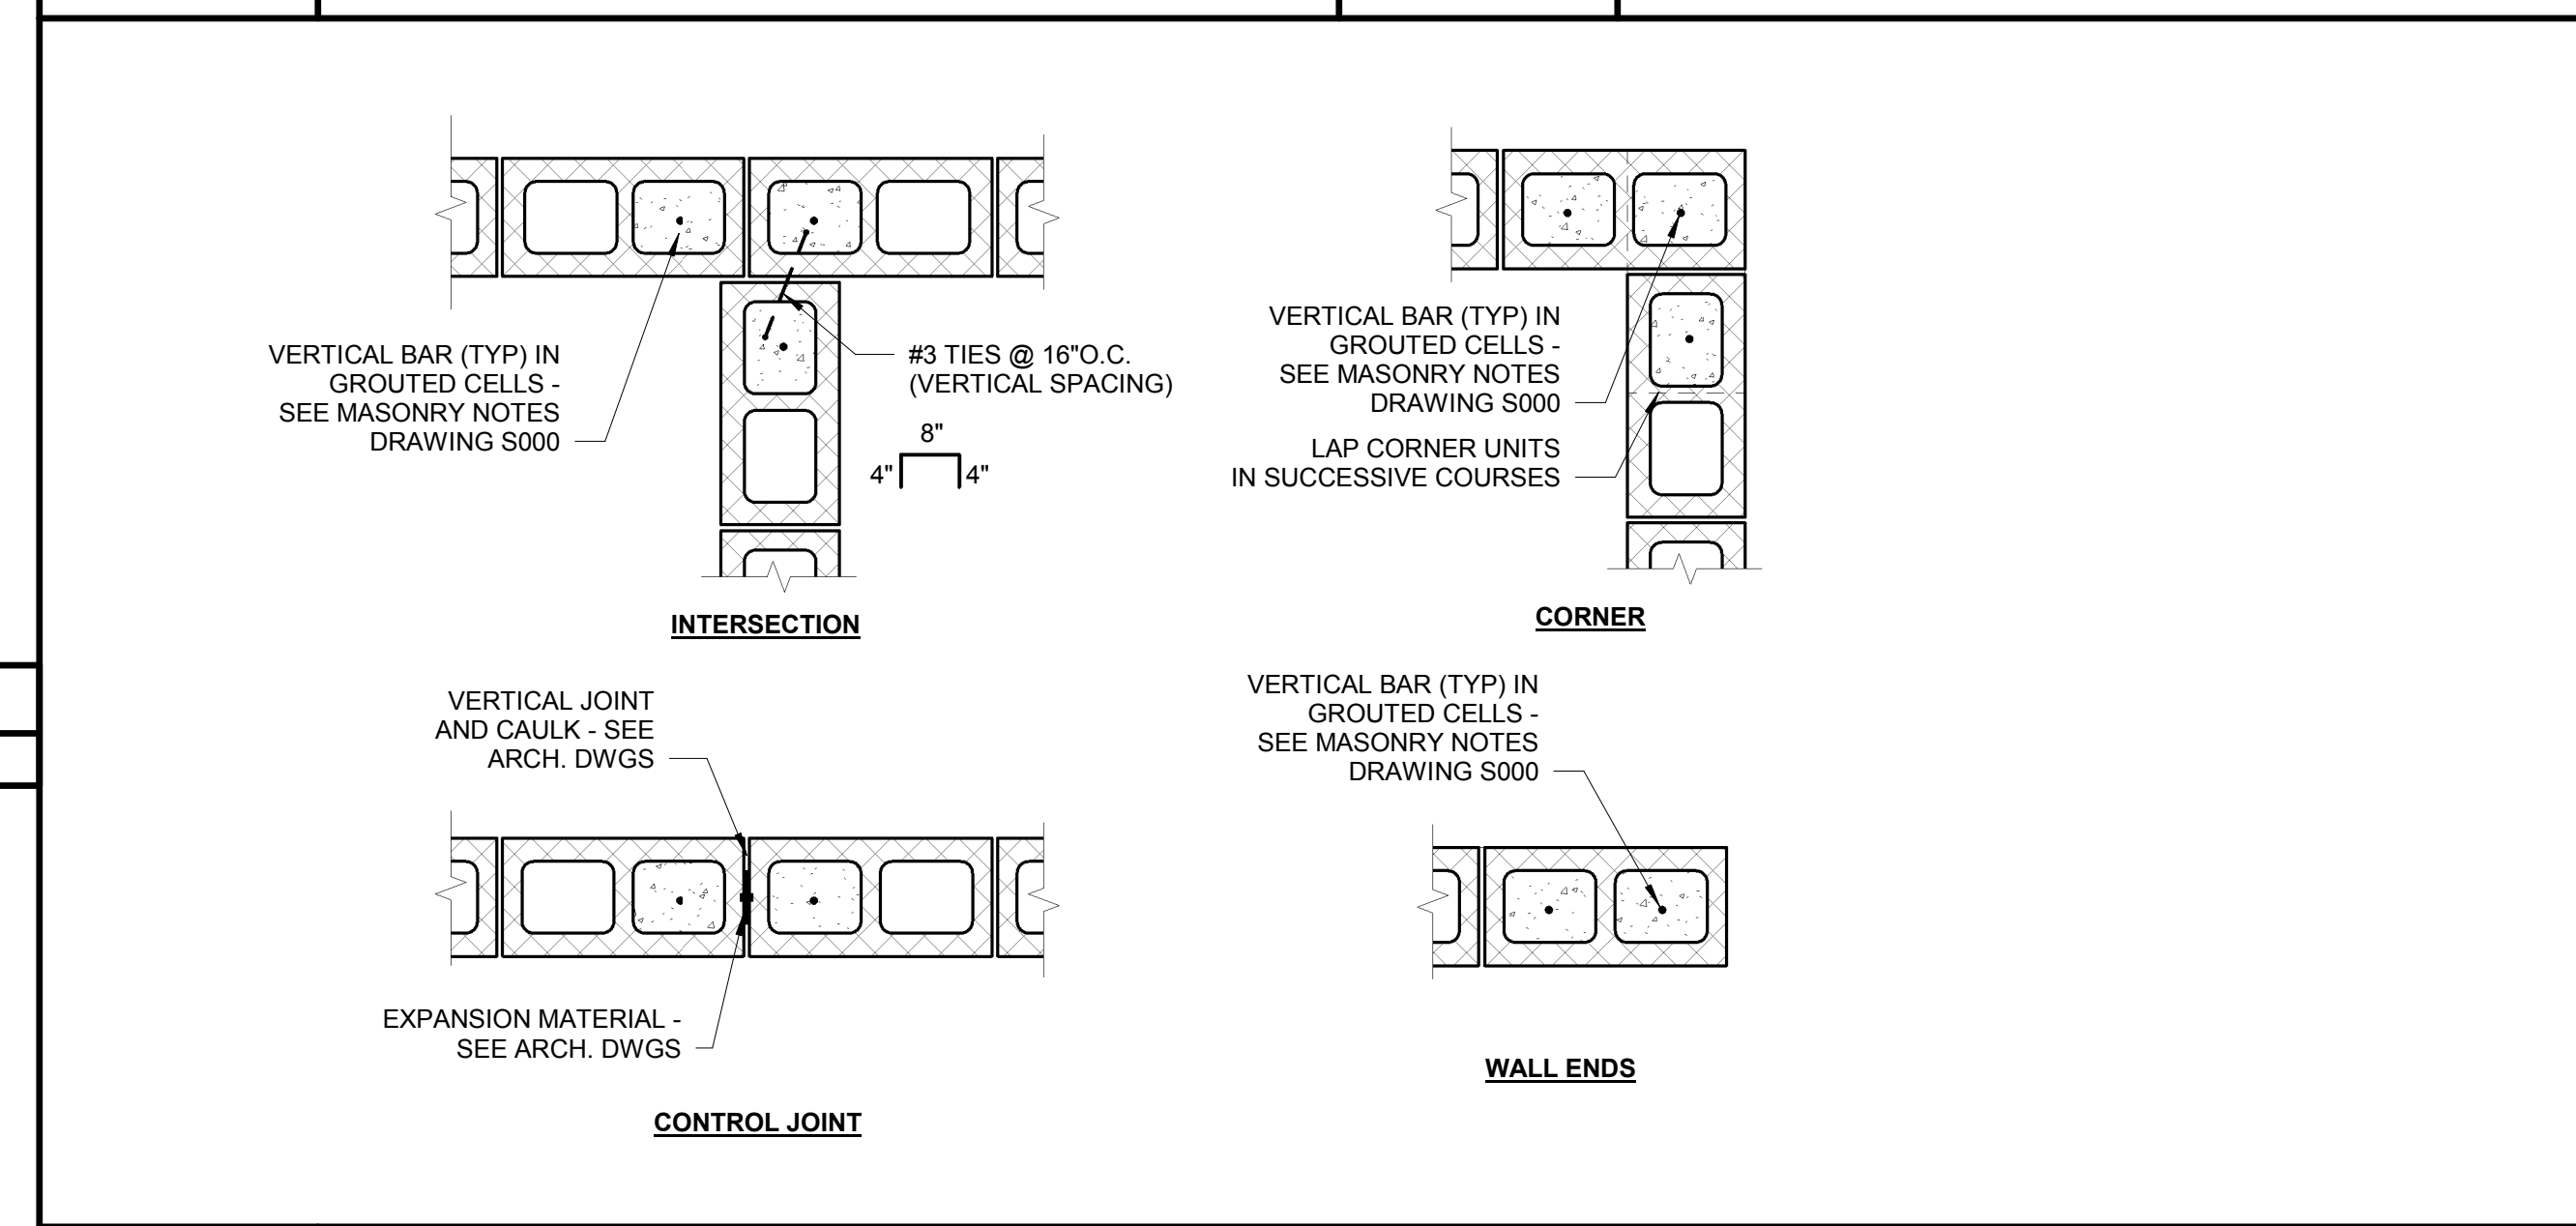 VERTICAL BAR (TYP) IN
GROUTED CELLS -
SEE MASONRY NOTES
DRAWING S000
#3 TIES @ 16"O.C.
(VERTICAL SPACING)
8"
4" 4"
INTERSECTION
VERTICAL BAR (TYP) IN
GROUTED CELLS -
SEE MASONRY NOTES
DRAWING S000
LAP CORNER UNITS
IN SUCCESSIVE COURSES
CORNER
VERTICAL JOINT
AND CAULK - SEE
ARCH. DWGS
EXPANSION MATERIAL -
SEE ARCH. DWGS
CONTROL JOINT
VERTICAL BAR (TYP) IN
GROUTED CELLS -
SEE MASONRY NOTES
DRAWING S000
WALL ENDS